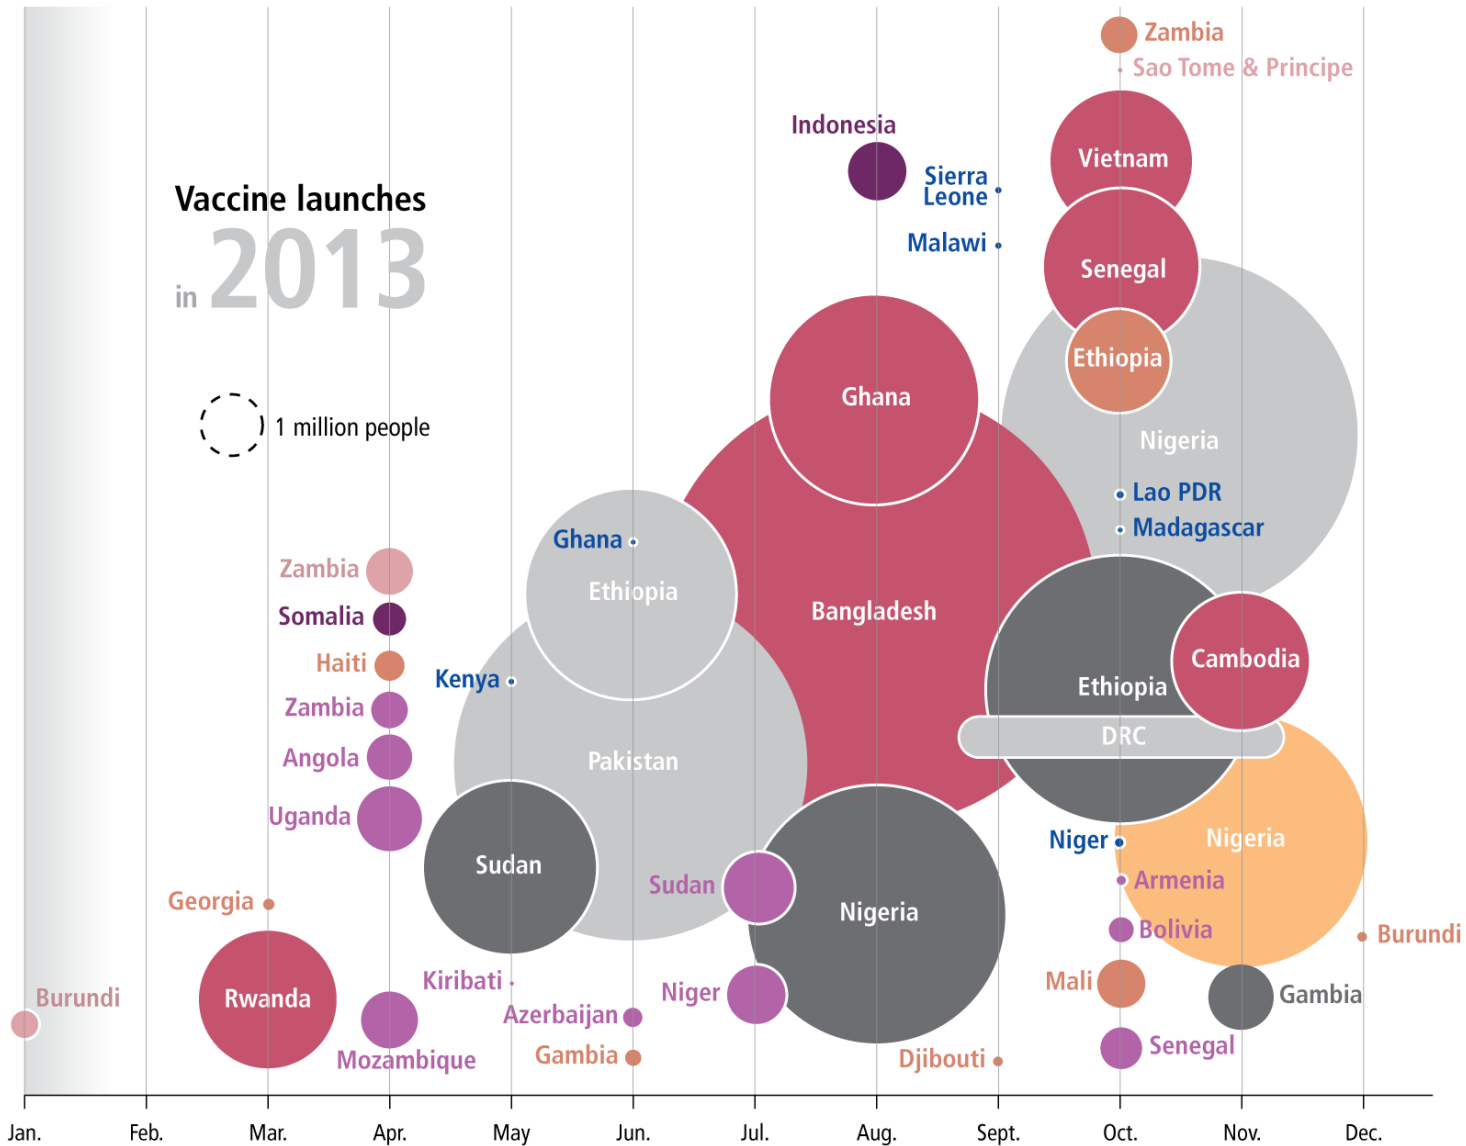 Zambia
Sao Tome & Principe
Indonesia
Vietnam
Sierra
Leone
Vaccine launches
in 2013
Malawi
Senegal
Ethiopia
Ghana
1 million people
Nigeria
Lao PDR
Madagascar
Ghana
Zambia
Ethiopia
Somalia
Bangladesh
Haiti
Cambodia
Kenya
Ethiopia
Zambia
DRC
Angola
Pakistan
Uganda
Nigeria
Niger
Sudan
Sudan
Armenia
Georgia
Nigeria
Bolivia
Burundi
Kiribati
Mali
Niger
Gambia
Burundi
Rwanda
Azerbaijan
Senegal
Mozambique
Gambia
Djibouti
Jan. Feb. Mar. Apr. May Jun. Jul. Aug. Sept. Oct. Nov. Dec.